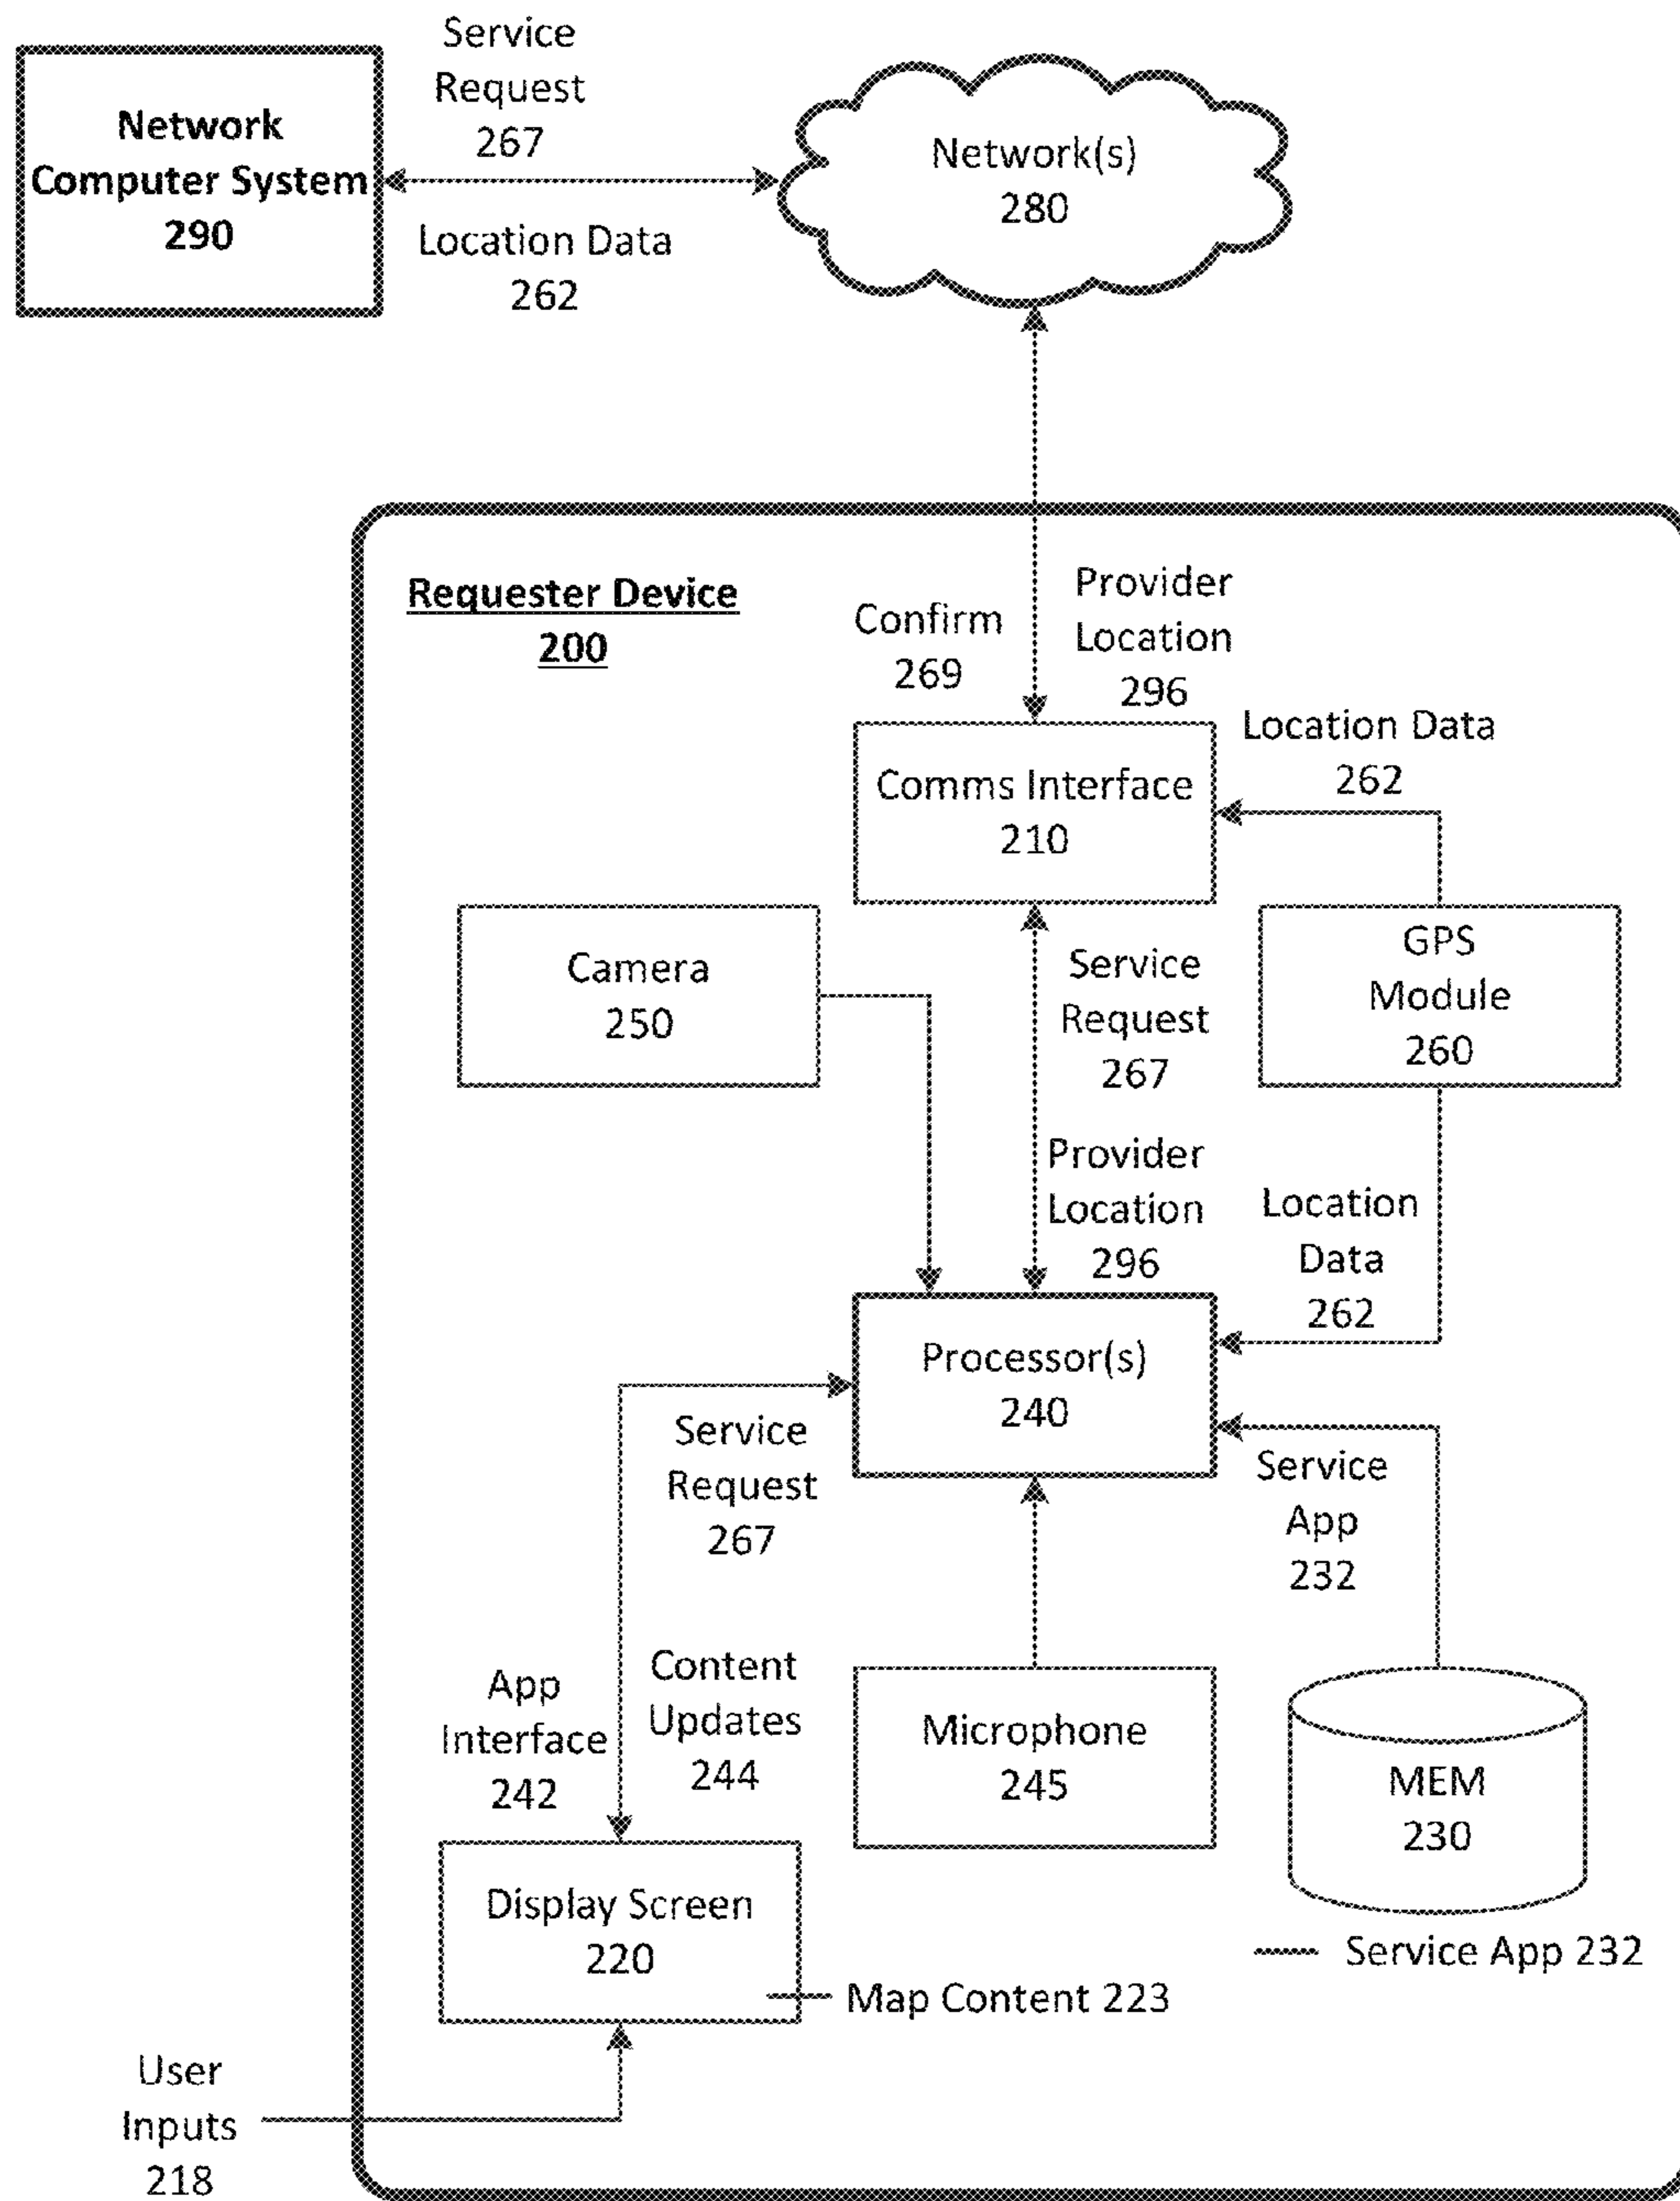 Service
Request
267
Network
Computer System
290
Location Data
262
Network(s)
280
Requester Device
200
Confirm
269
Provider
Location
296
Location Data
262
Comms Interface
210
Camera
250
Service
Request
267
GPS
Module
260
Provider
Location
296
Location
Data
262
Processor(s)
240
Service
Request
267
Service
App
232
App
Interface
242
Content
Updates
244
Microphone
245
MEM
230
Display Screen
220
Service App 232
Map Content 223
User
Inputs
218